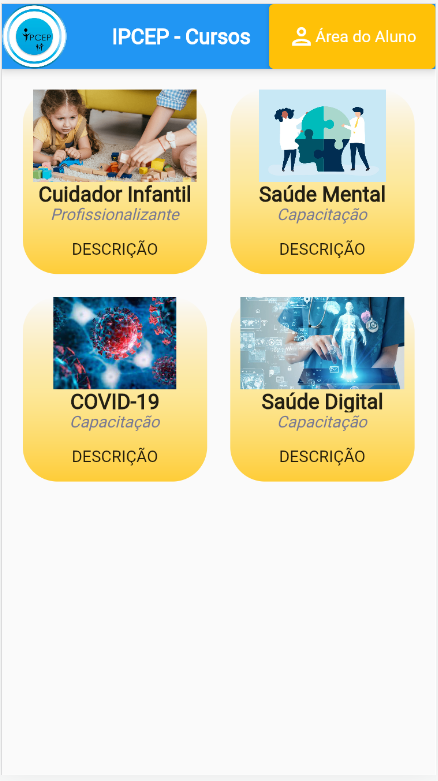 IPCEP
IPCEP - Cursos
Área do Aluno
Cuidador Infantil
Profissionalizante
DESCRIÇÃO
Saúde Mental
Capacitação
DESCRIÇÃO
COVID-19
Capacitação
DESCRIÇÃO
Saúde Digital
Capacitação
DESCRIÇÃO